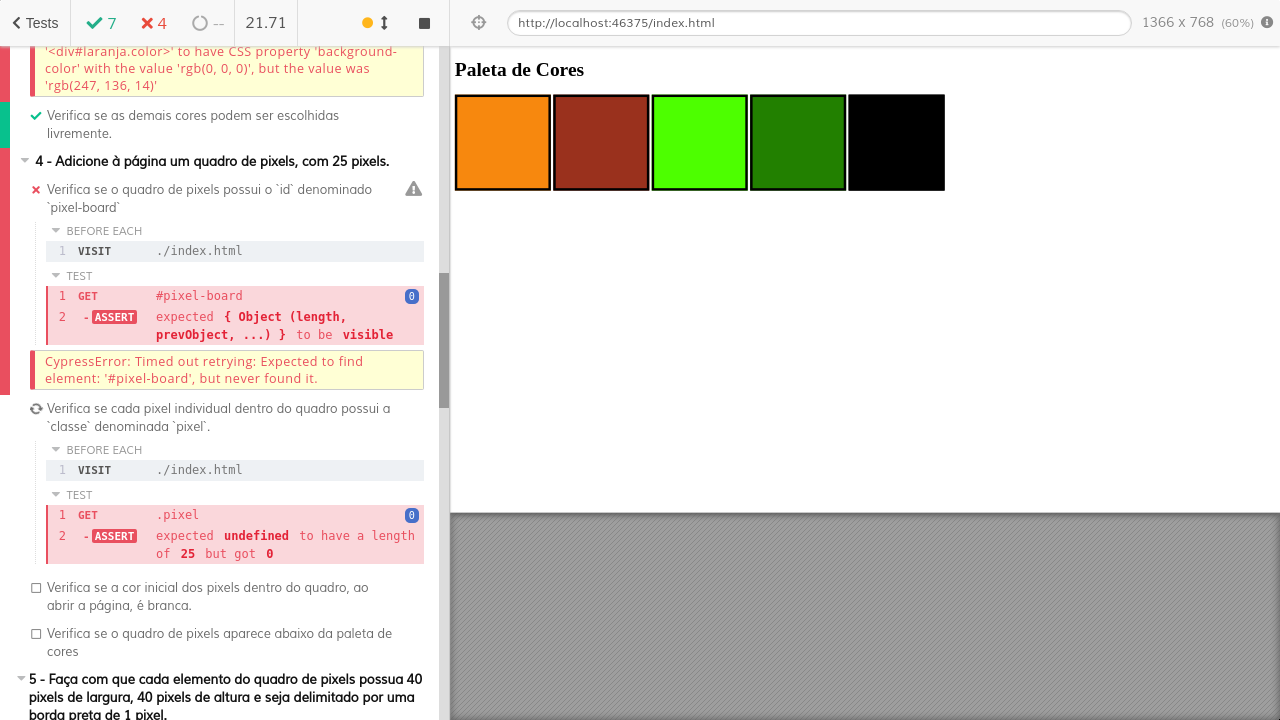 Tests
7
4
--
21.71
http://localhost:46375/index.html
1366 x 768 (60%)
'<div#laranja.color>' to have CSS property 'background-
color' with the value 'rgb(0, 0, 0)', but the value was
'rgb(247, 136, 14)'
Verifica se as demais cores podem ser escolhidas
livremente.
4 - Adicione à página um quadro de pixels, com 25 pixels.
Verifica se o quadro de pixels possui o `id` denominado
`pixel-board`
BEFORE EACH
1 VISIT ./index.html
TEST
1 GET #pixel-board 0
2 -ASSERT expected { Object (length,
prevObject, ...) } to be visible
CypressError: Timed out retrying: Expected to find
element: '#pixel-board', but never found it.
Verifica se cada pixel individual dentro do quadro possui a
`classe` denominada `pixel`.
BEFORE EACH
1 VISIT ./index.html
TEST
1 GET .pixel 0
2 -ASSERT expected undefined to have a length
of 25 but got 0
Verifica se a cor inicial dos pixels dentro do quadro, ao
abrir a página, é branca.
Verifica se o quadro de pixels aparece abaixo da paleta de
cores
5 - Faça com que cada elemento do quadro de pixels possua 40
pixels de largura, 40 pixels de altura e seja delimitado por uma
borda preta de 1 pixel.
Paleta de Cores